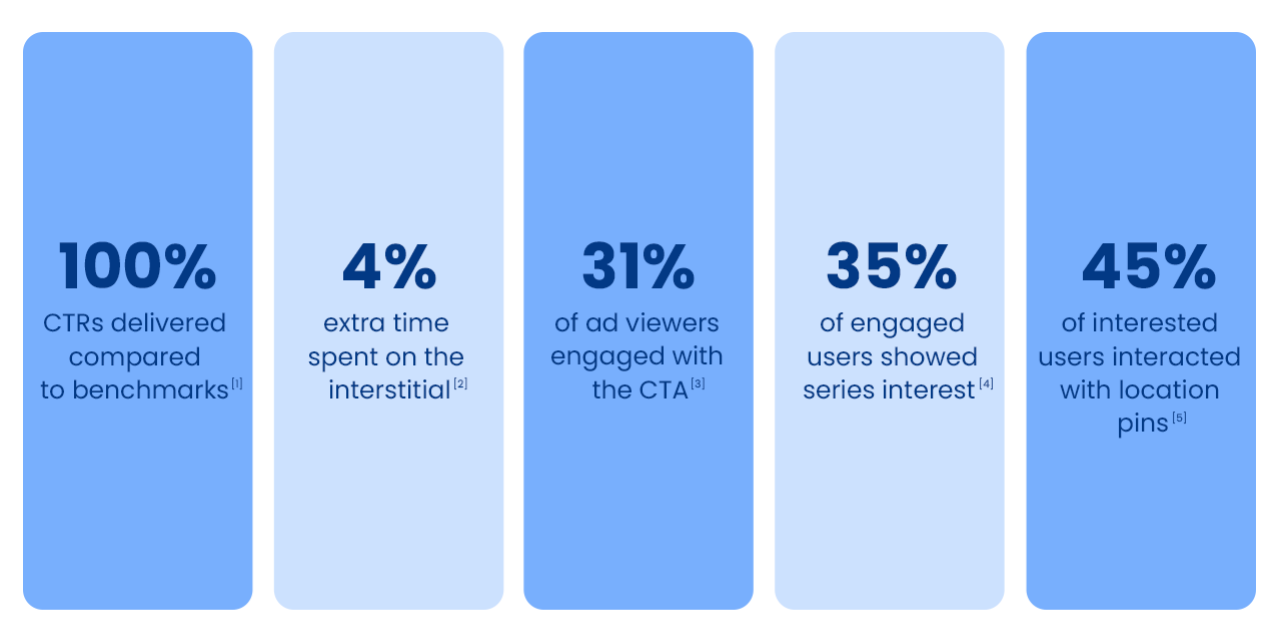 100%
CTRs delivered
compared
to benchmarks[1]
4%
extra time
spent on the
interstitial[2]
31%
of ad viewers
engaged with
the CTA[3]
35%
of engaged
users showed
series interest[4]
45%
of interested
users interacted
with location
pins[5]